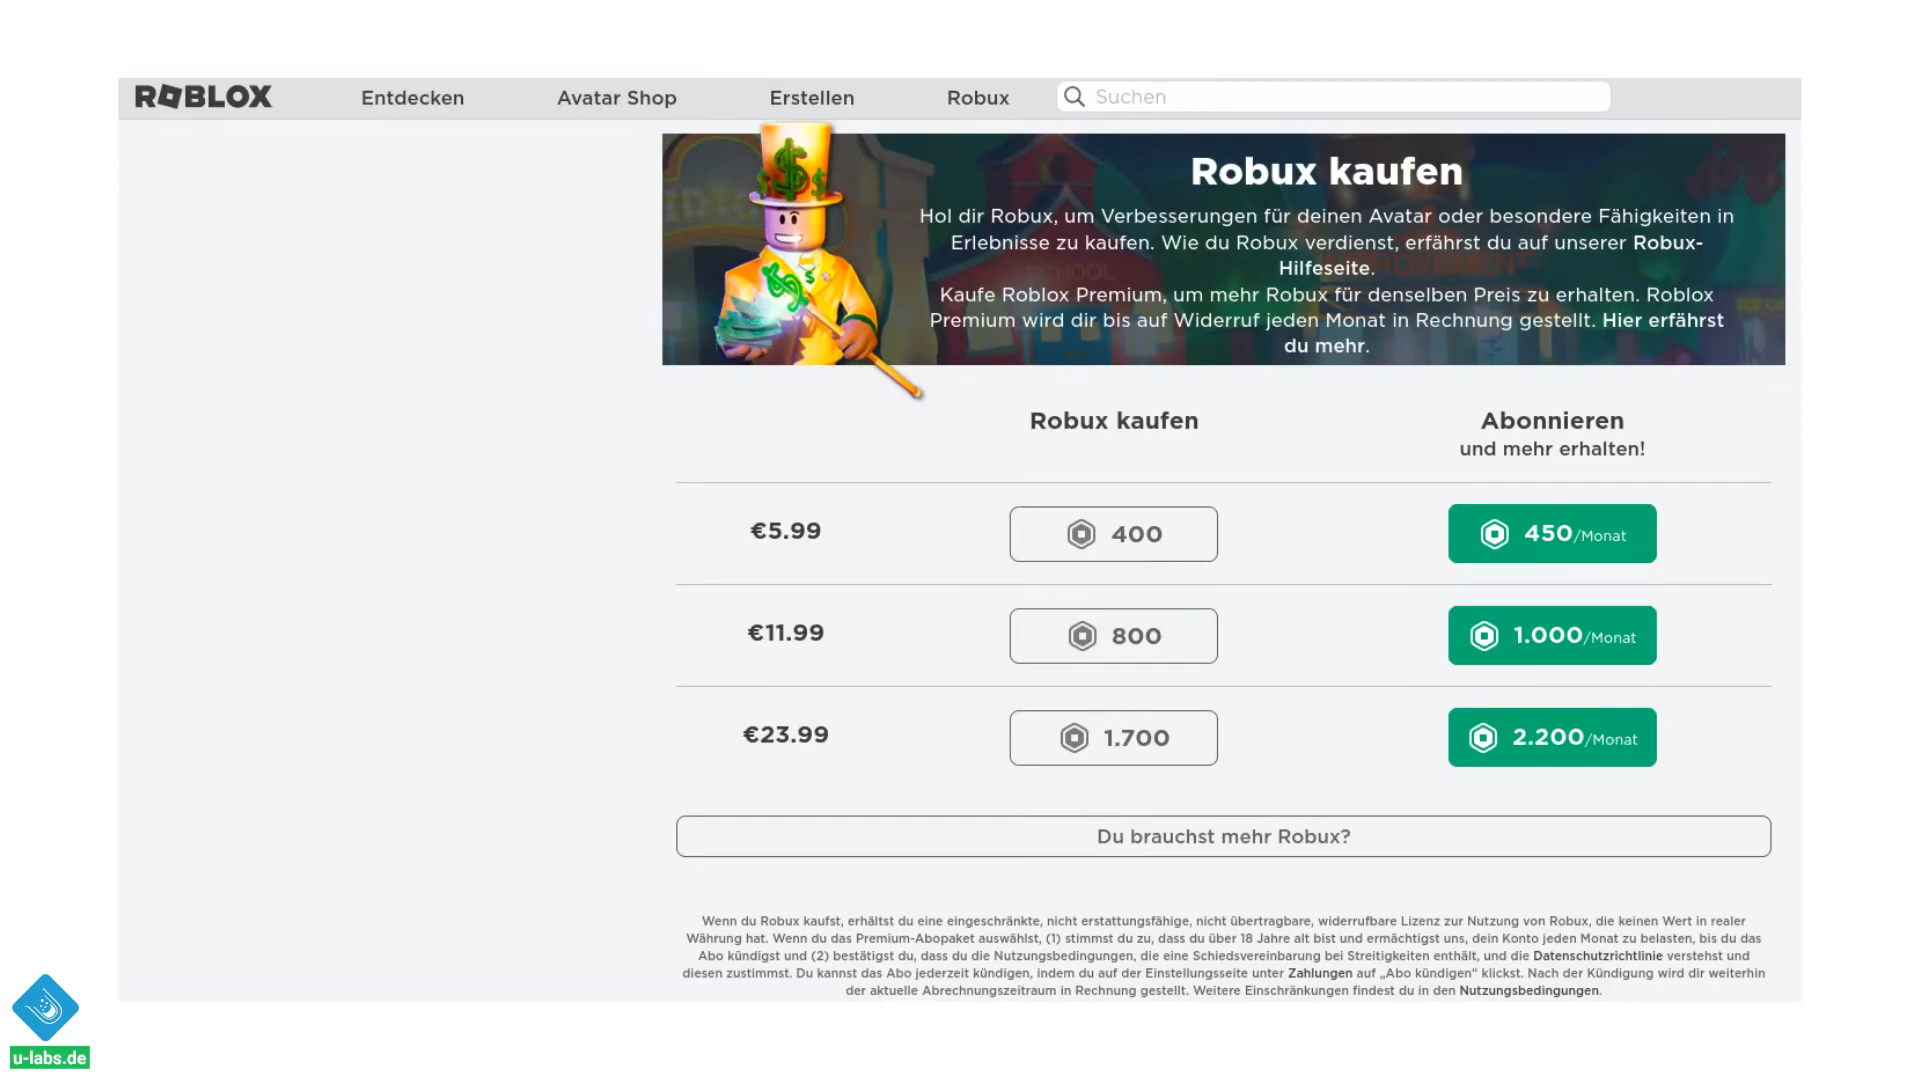 ROBLOX Entdecken Avatar Shop Erstellen Robux Suchen
Robux kaufen
Hol dir Robux, um Verbesserungen für deinen Avatar oder besondere Fähigkeiten in
Erlebnisse zu kaufen. Wie du Robux verdienst, erfährst du auf unserer Robux-
Hilfeseite.
Kaufe Roblox Premium, um mehr Robux für denselben Preis zu erhalten. Roblox
Premium wird dir bis auf Widerruf jeden Monat in Rechnung gestellt. Hier erfährst
du mehr.
SCHOOL
Robux kaufen Abonnieren
und mehr erhalten!
€5.99 400 450/Monat
€11.99 800 1.000/Monat
€23.99 1.700 2.200/Monat
Du brauchst mehr Robux?
Wenn du Robux kaufst, erhältst du eine eingeschränkte, nicht erstattungsfähige, nicht übertragbare, widerrufbare Lizenz zur Nutzung von Robux, die keinen Wert in realer
Währung hat. Wenn du das Premium-Abopaket auswählst, (1) stimmst du zu, dass du über 18 Jahre alt bist und ermächtigst uns, dein Konto jeden Monat zu belasten, bis du das
Abo kündigst und (2) bestätigst du, dass du die Nutzungsbedingungen, die eine Schiedsvereinbarung bei Streitigkeiten enthält, und die Datenschutzrichtlinie verstehst und
diesen zustimmst. Du kannst das Abo jederzeit kündigen, indem du auf der Einstellungsseite unter Zahlungen auf „Abo kündigen“ klickst. Nach der Kündigung wird dir weiterhin
der aktuelle Abrechnungszeitraum in Rechnung gestellt. Weitere Einschränkungen findest du in den Nutzungsbedingungen.
u-labs.de